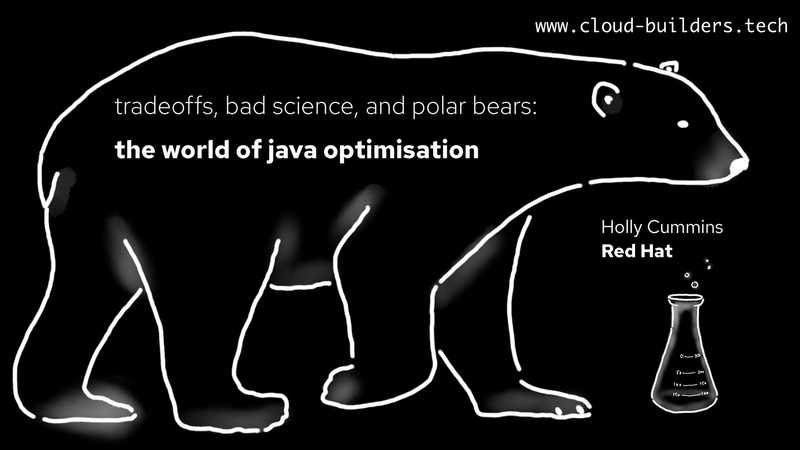 www.cloud-builders.tech
tradeoffs, bad science, and polar bears:
the world of java optimisation
Holly Cummins
Red Hat